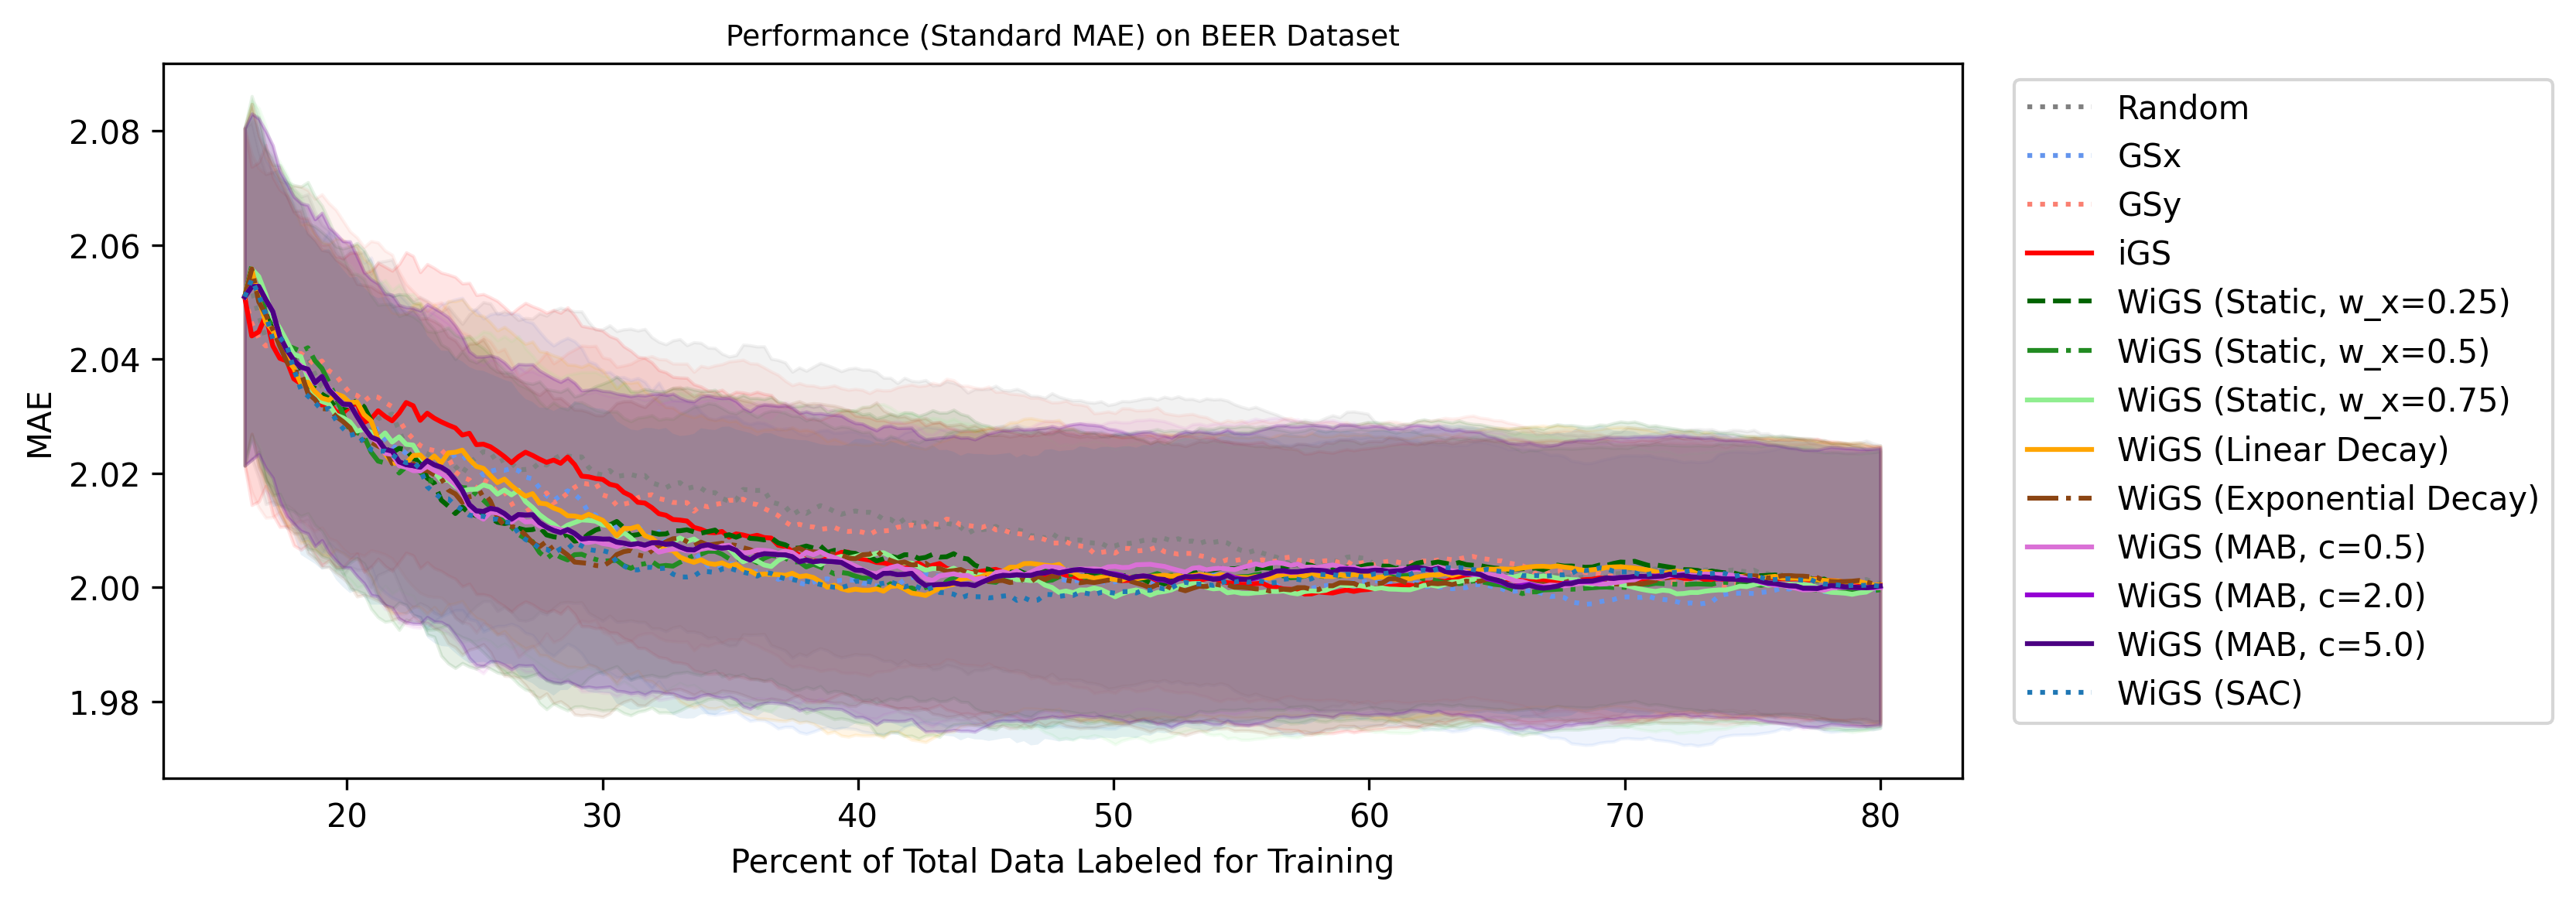 Performance (Standard MAE) on BEER Dataset
MAE
2.08
2.06
2.04
2.02
2.00
1.98
20 30 40 50 60 70 80
Percent of Total Data Labeled for Training
Random
GSx
GSy
iGS
WiGS (Static, w_x=0.25)
WiGS (Static, w_x=0.5)
WiGS (Static, w_x=0.75)
WiGS (Linear Decay)
WiGS (Exponential Decay)
WiGS (MAB, c=0.5)
WiGS (MAB, c=2.0)
WiGS (MAB, c=5.0)
WiGS (SAC)